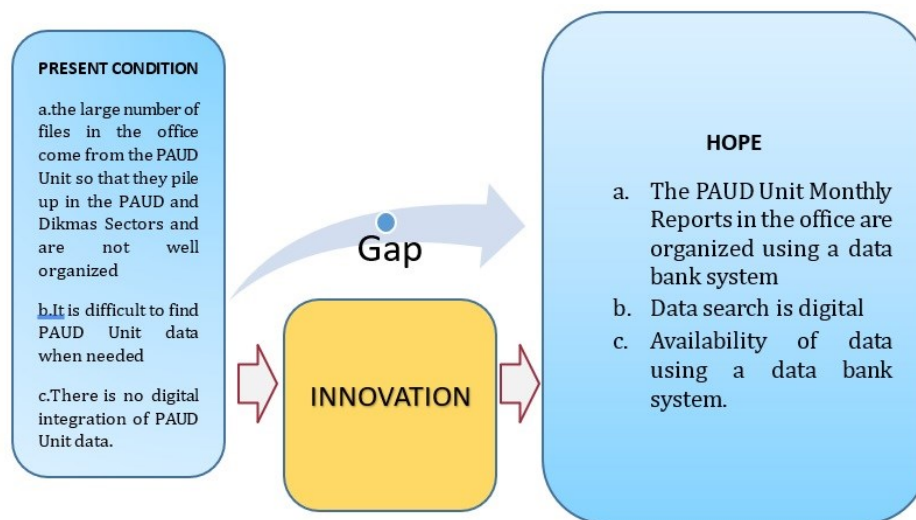 PRESENT CONDITION
a.the large number of
files in the office
come from the PAUD
Unit so that they pile
up in the PAUD and
Dikmas Sectors and
are not well
organized
b.It is difficult to find
PAUD Unit data
when needed
c.There is no digital
integration of PAUD
Unit data.
Gap
INNOVATION
HOPE
a. The PAUD Unit Monthly
Reports in the office are
organized using a data
bank system
b. Data search is digital
c. Availability of data
using a data bank
system.